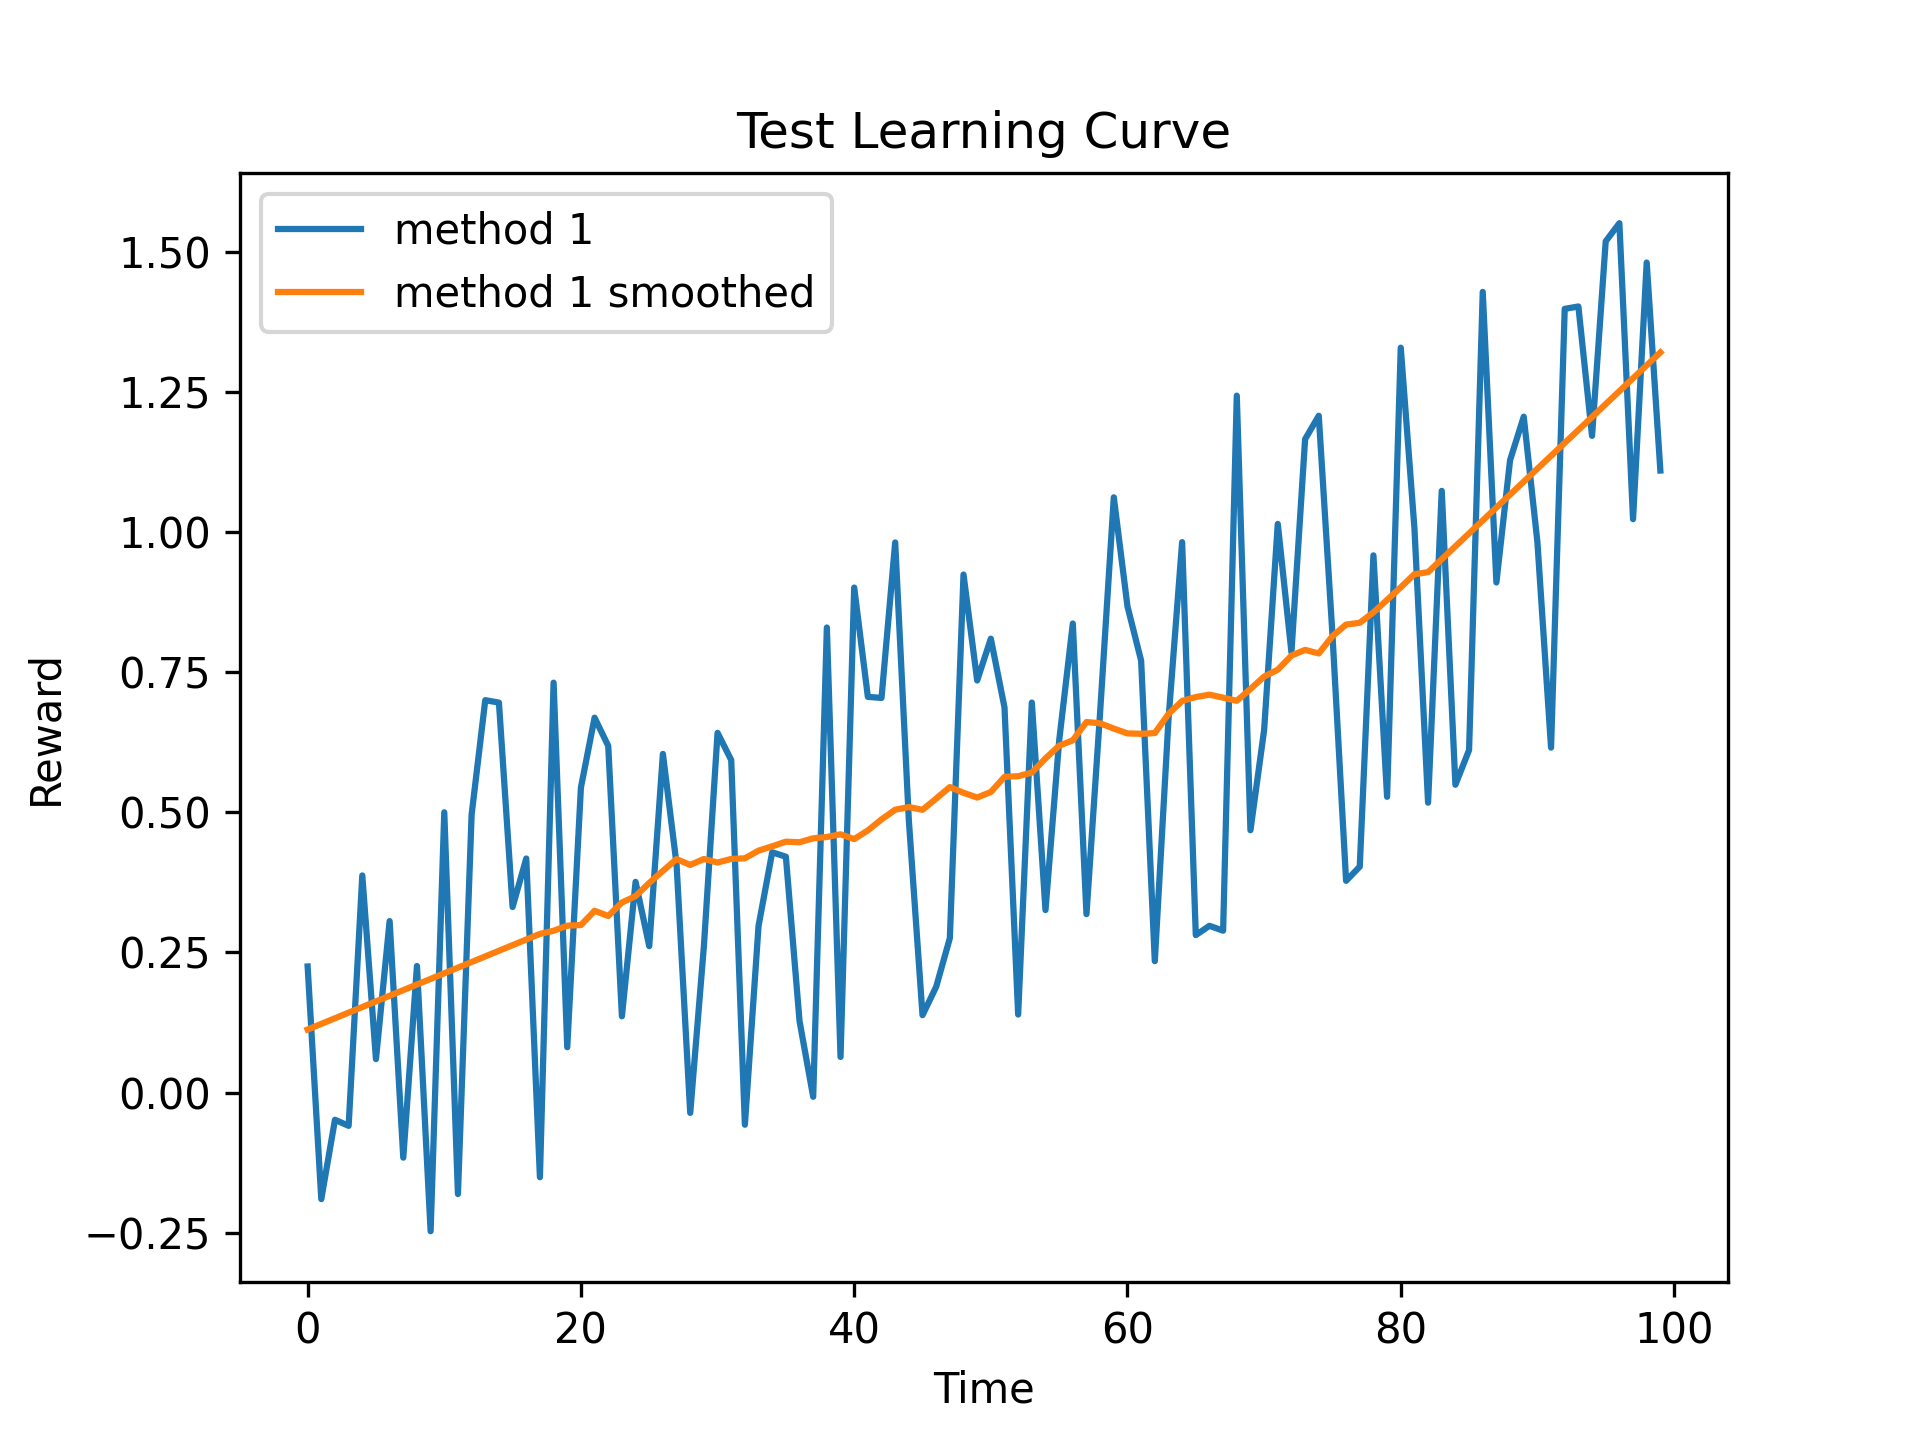 Test Learning Curve
method 1
method 1 smoothed
1.50
1.25
1.00
0.75
0.50
0.25
0.00
−0.25
Reward
0 20 40 60 80 100
Time